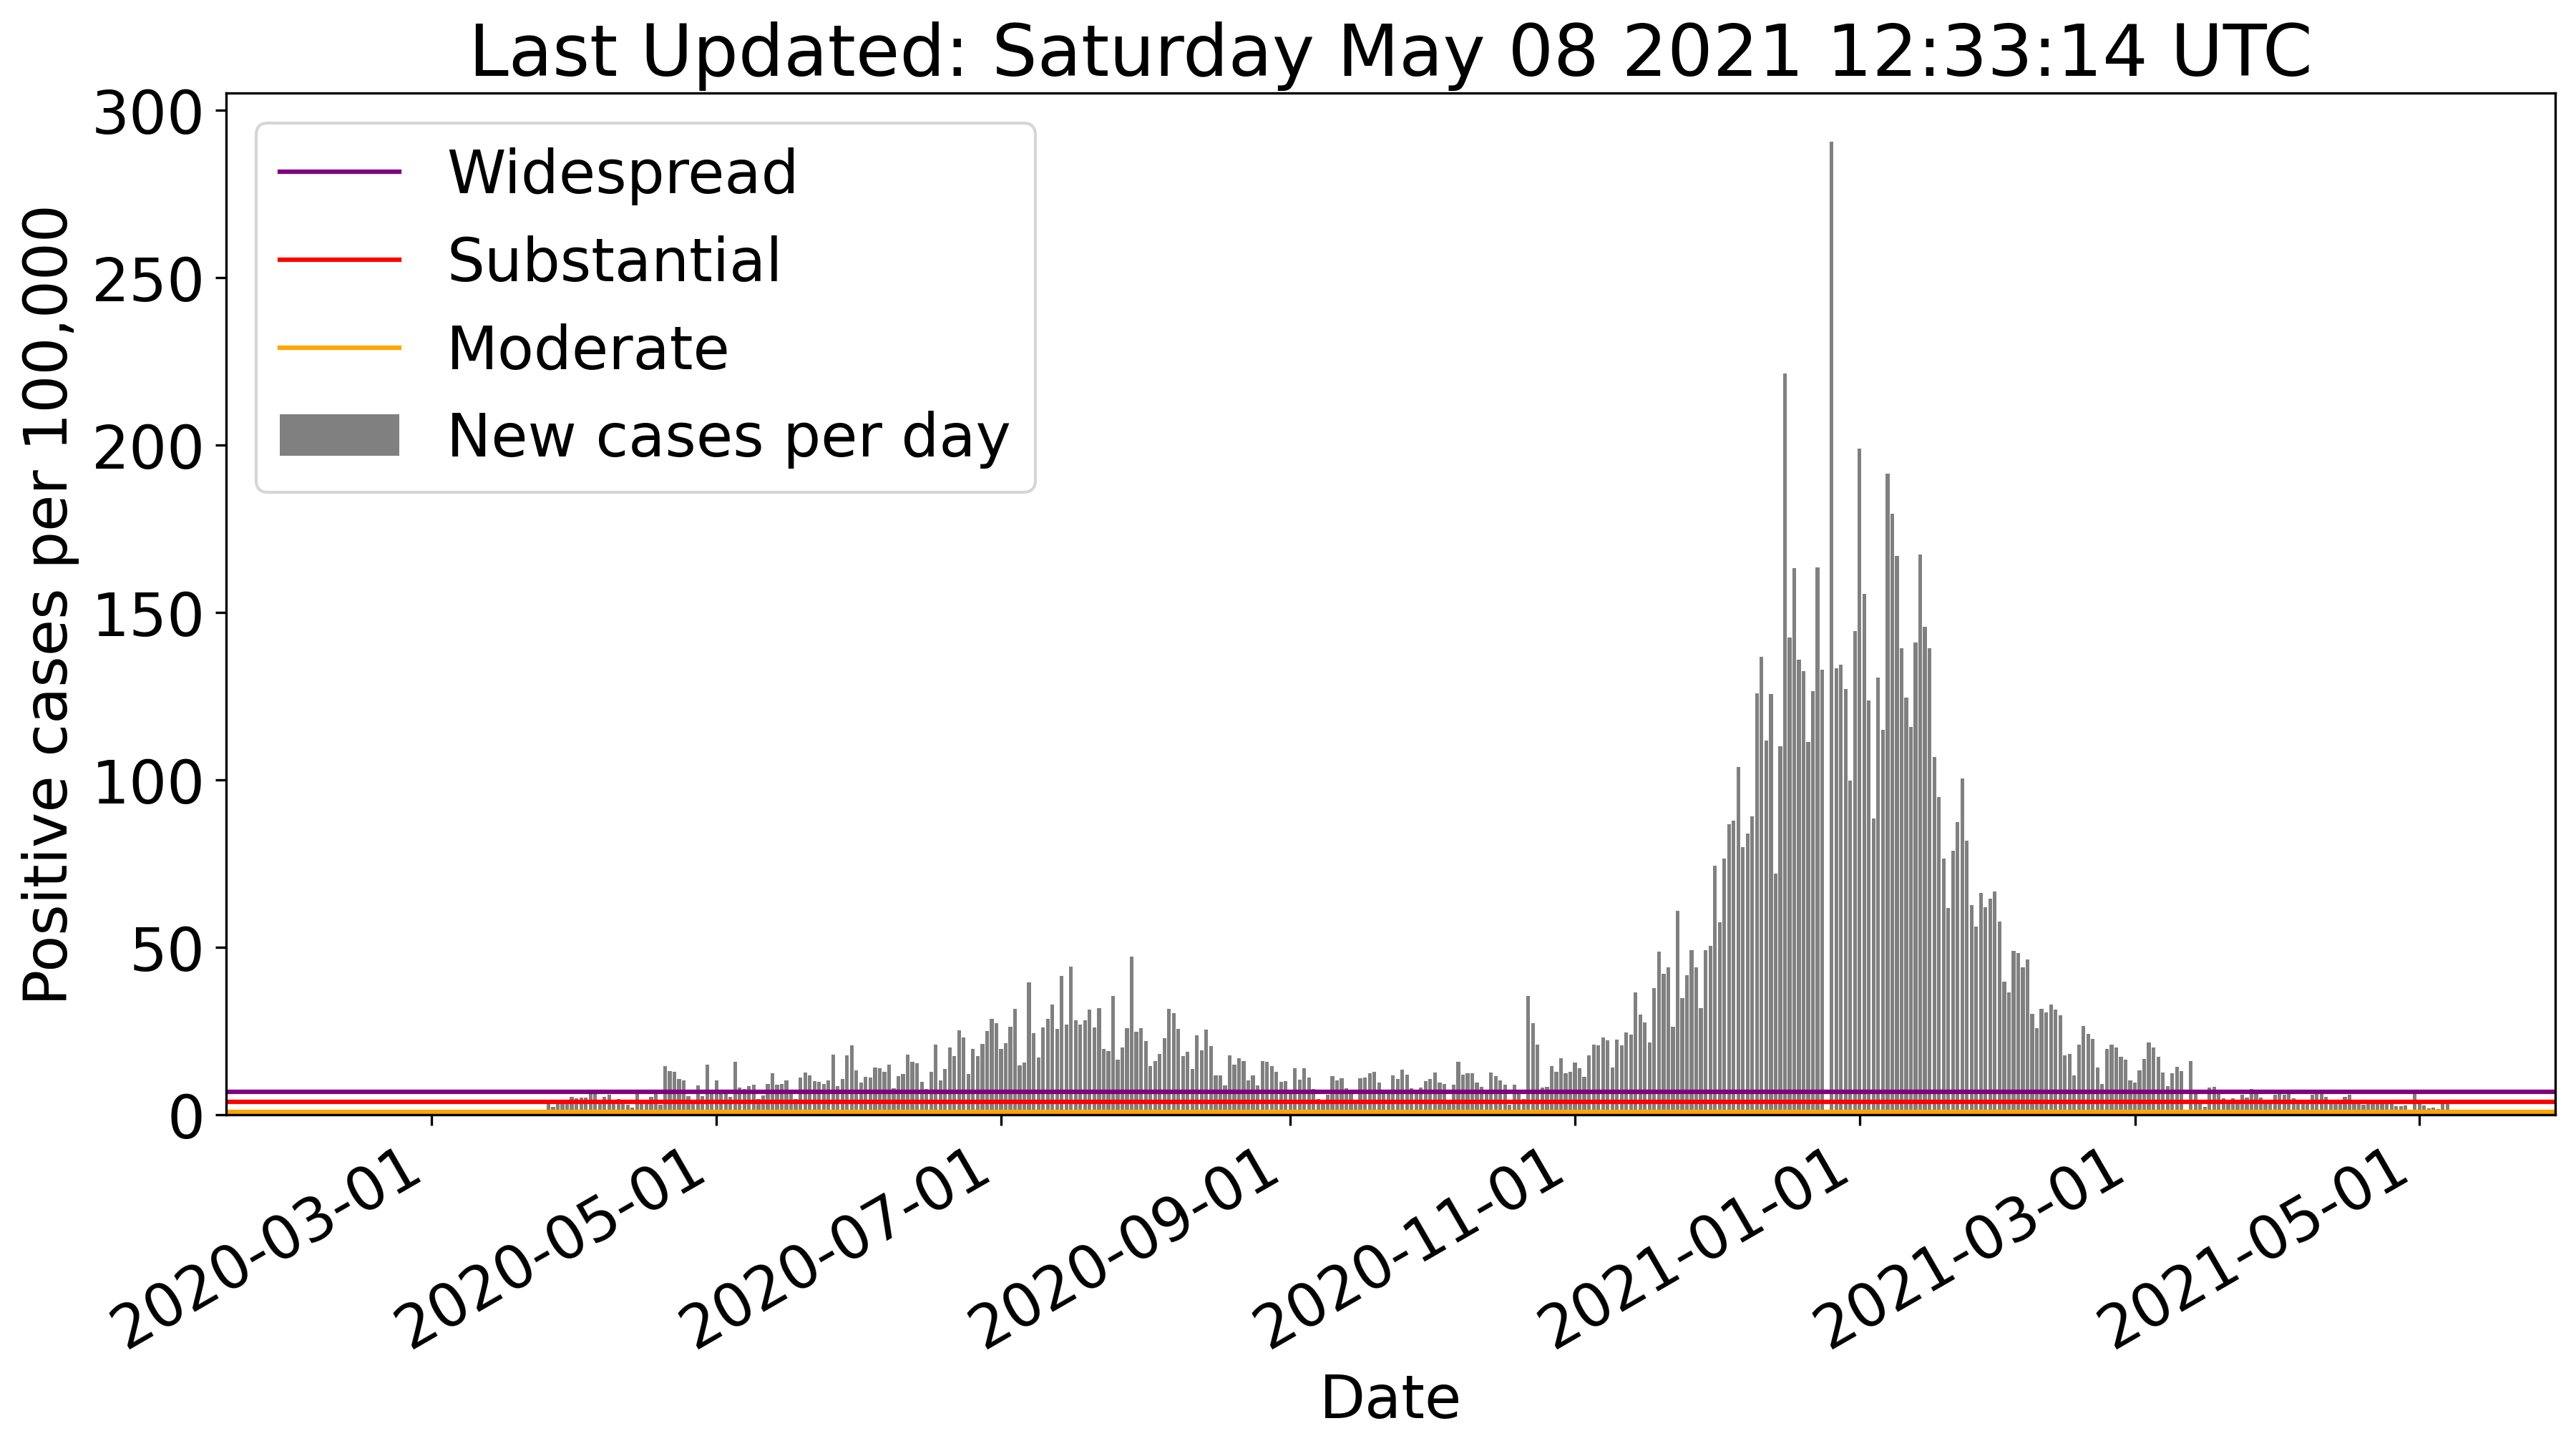 Last Updated: Saturday May 08 2021 12:33:14 UTC
Positive cases per 100,000
300
250
200
150
100
50
0
Widespread
Substantial
Moderate
New cases per day
2020-03-01
2020-05-01
2020-07-01
2020-09-01
2020-11-01
2021-01-01
2021-03-01
2021-05-01
Date